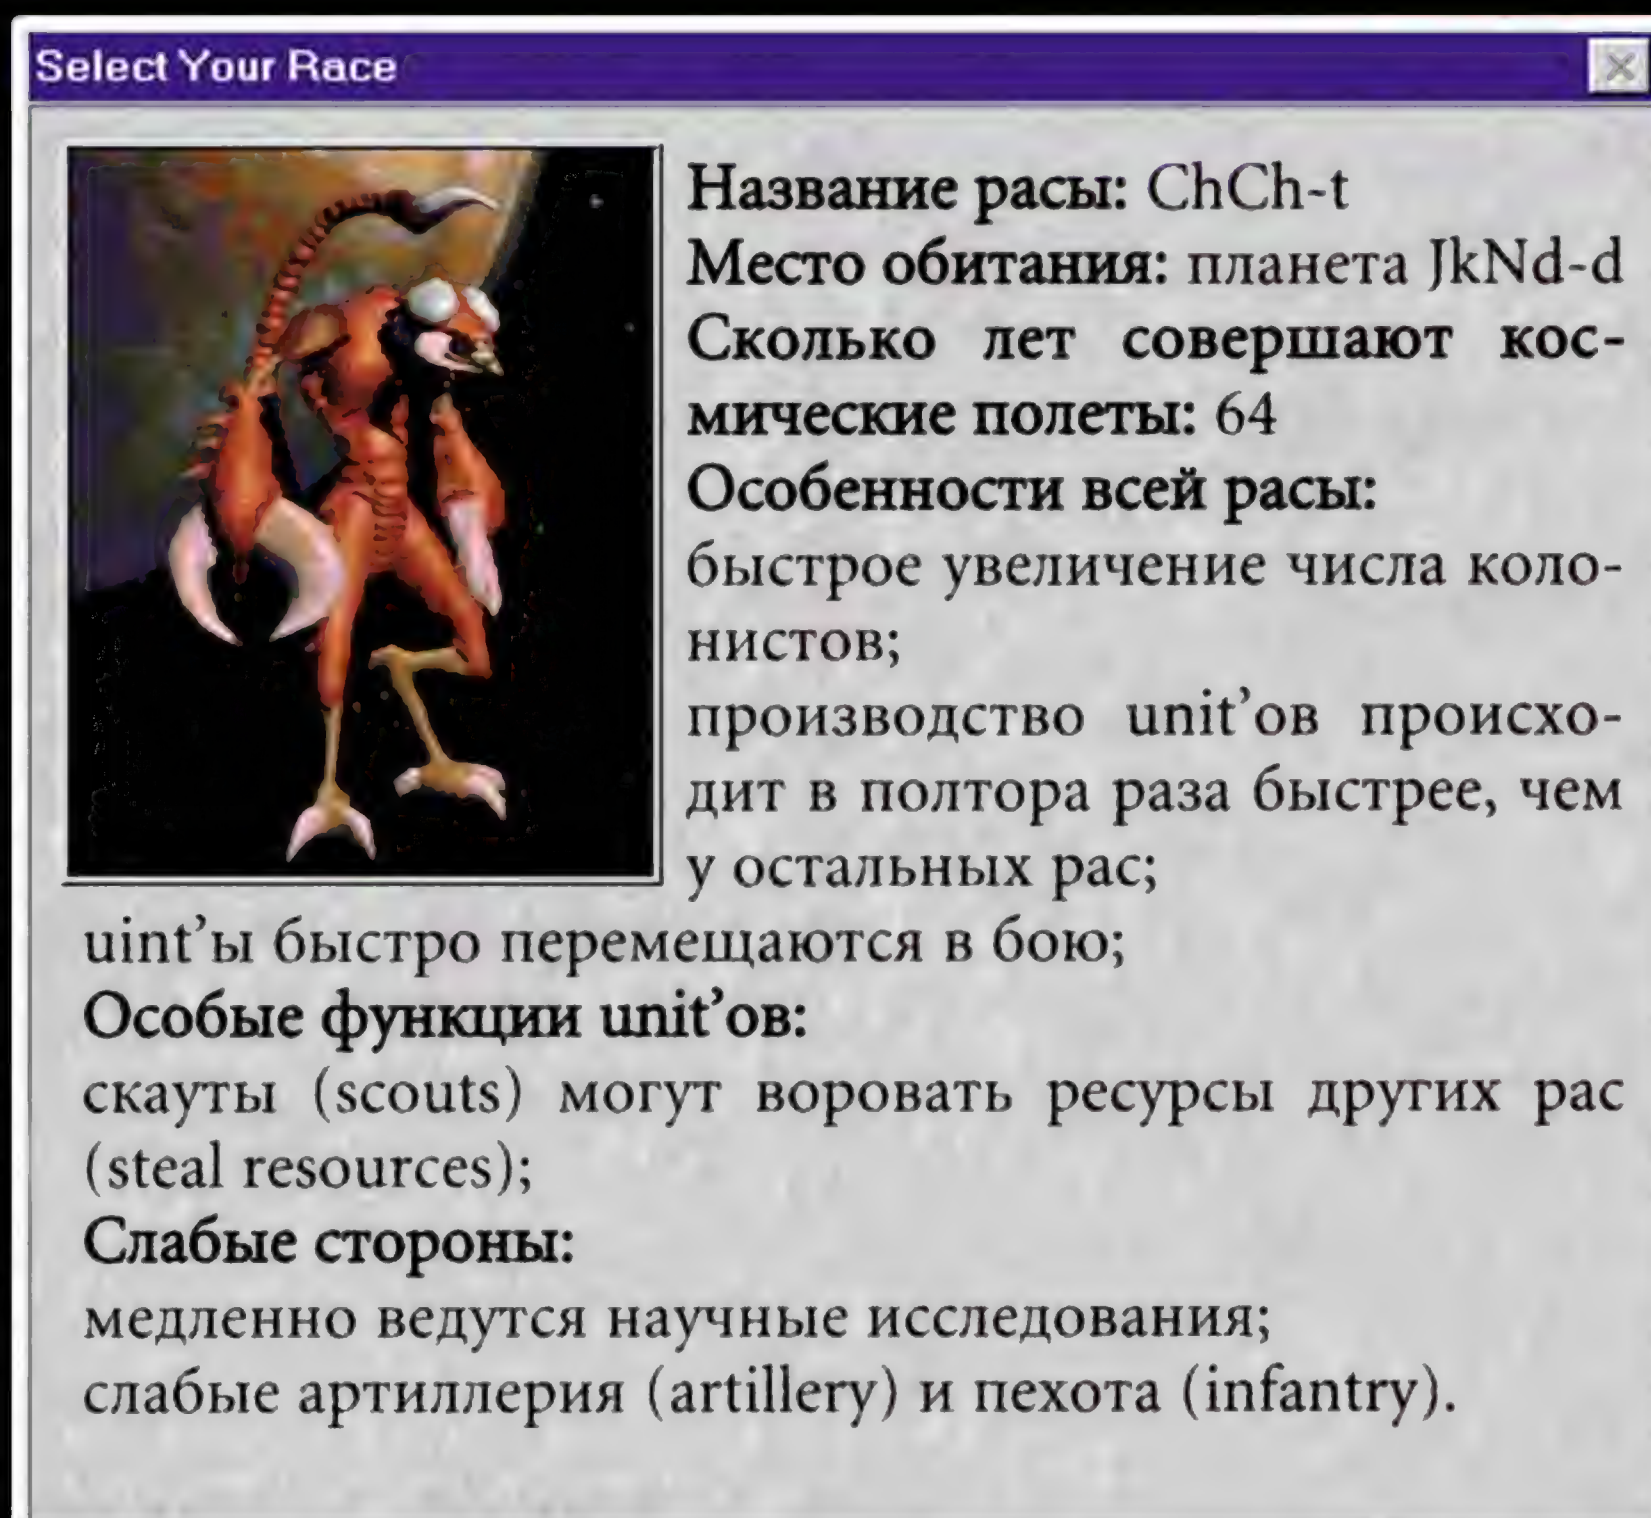 Select Your Race
Название расы: ChCh-t
Место обитания: планета JkNd-d
Сколько лет совершают кос-
мические полеты: 64
Особенности всей расы:
быстрое увеличение числа коло-
нистов;
производство unit’ов происхо-
дит в полтора раза быстрее, чем
у остальных рас;
uint’ы быстро перемещаются в бою;
Особые функции unit’ов:
скауты (scouts) могут воровать ресурсы других рас
(steal resources);
Слабые стороны:
медленно ведутся научные исследования;
слабые артиллерия (artillery) и пехота (infantry).